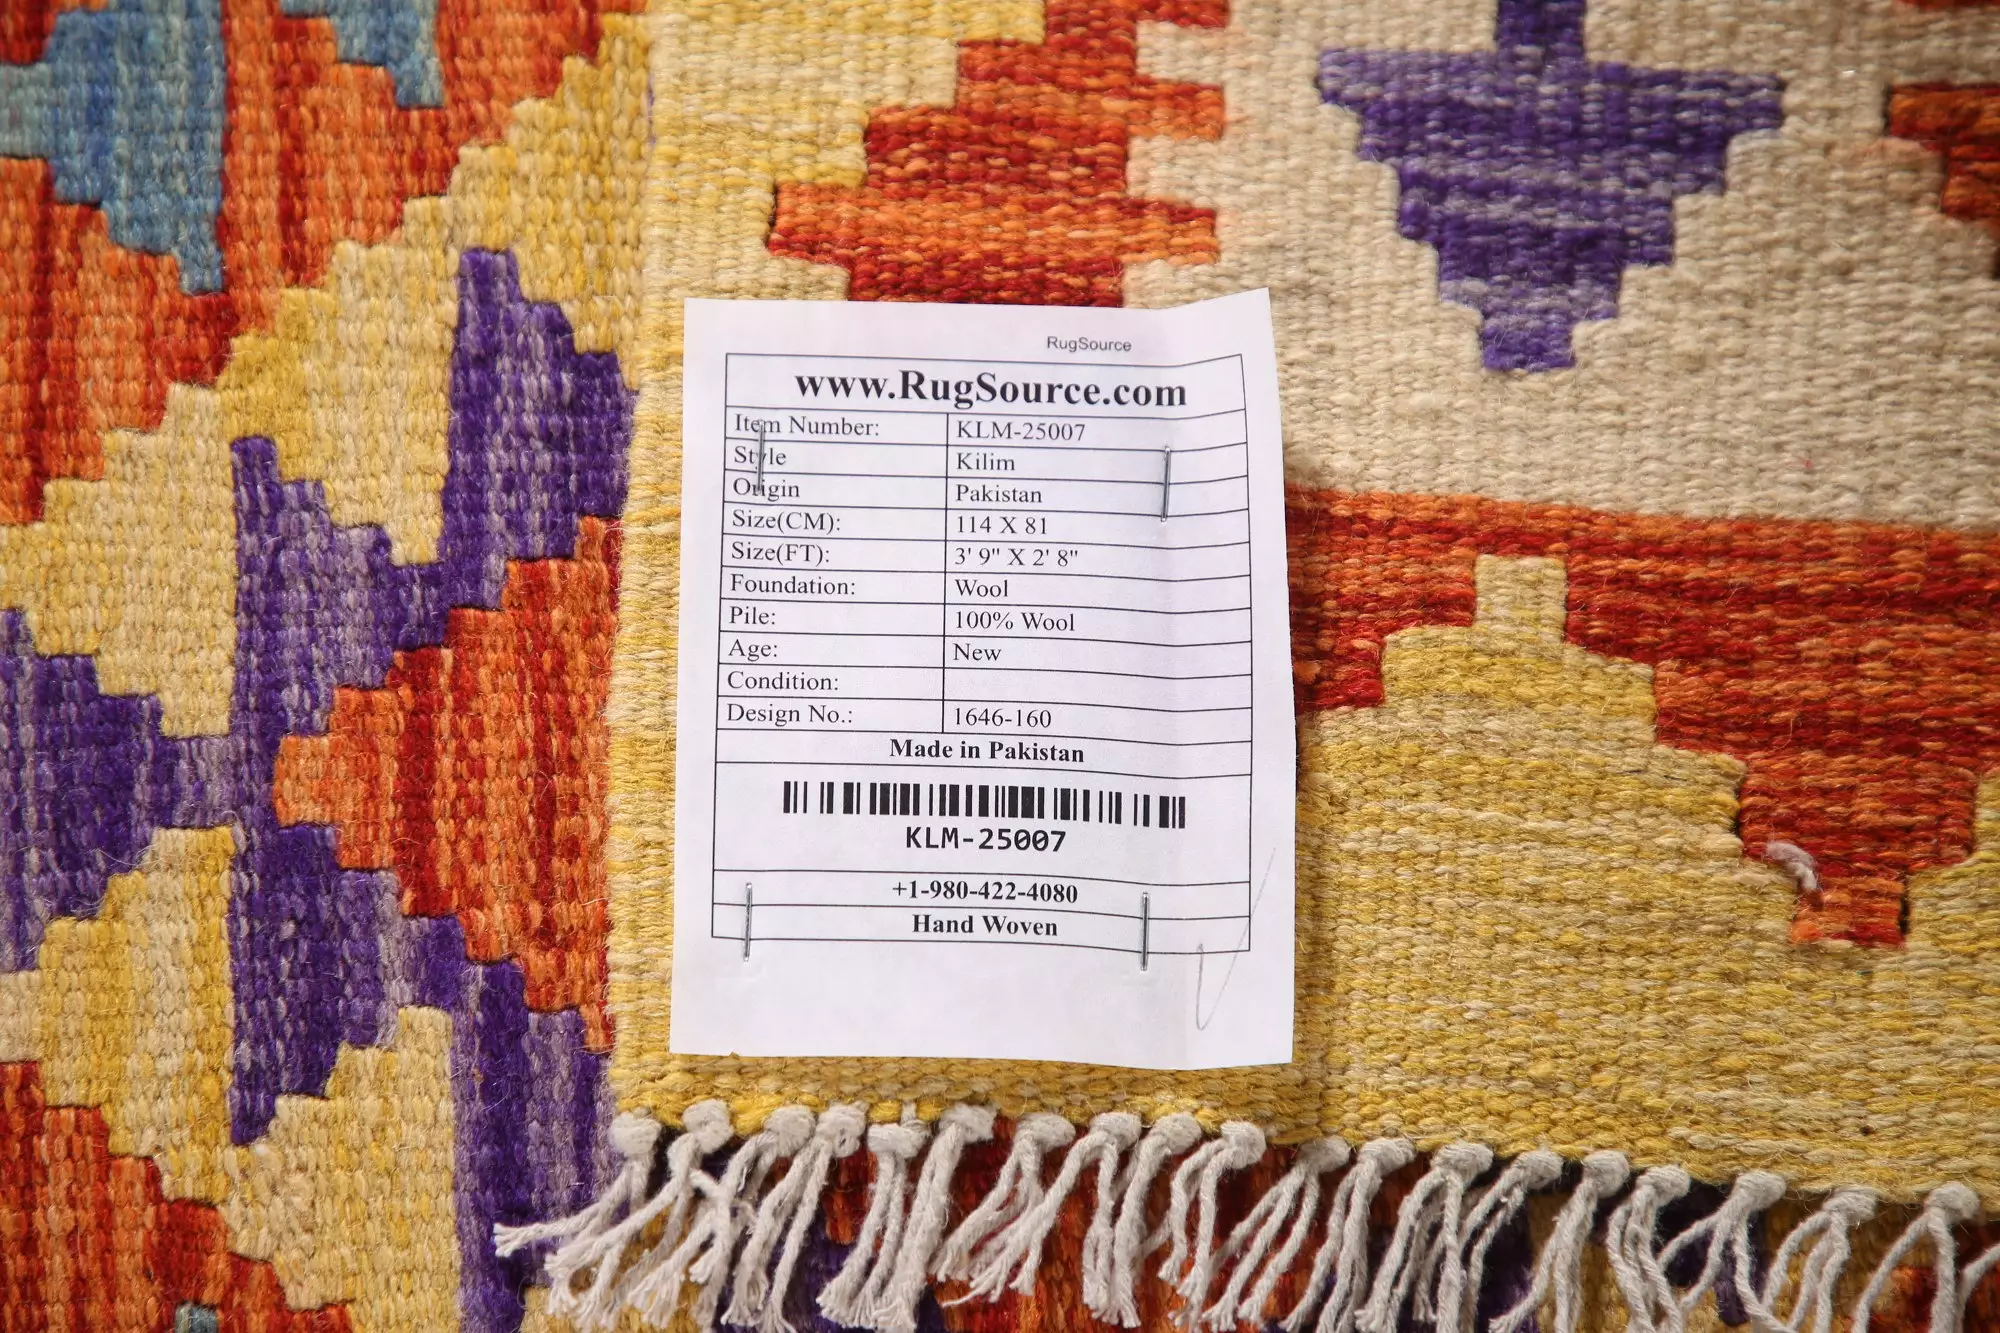 RugSource
www.RugSource.com
Item Number: KLM-25007
Style Kilim
Origin Pakistan
Size(CM): 114 X 81
Size(FT): 3' 9" X 2' 8"
Foundation: Wool
Pile: 100% Wool
Age: New
Condition:
Design No.: 1646-160
Made in Pakistan
KLM-25007
+1-980-422-4080
Hand Woven